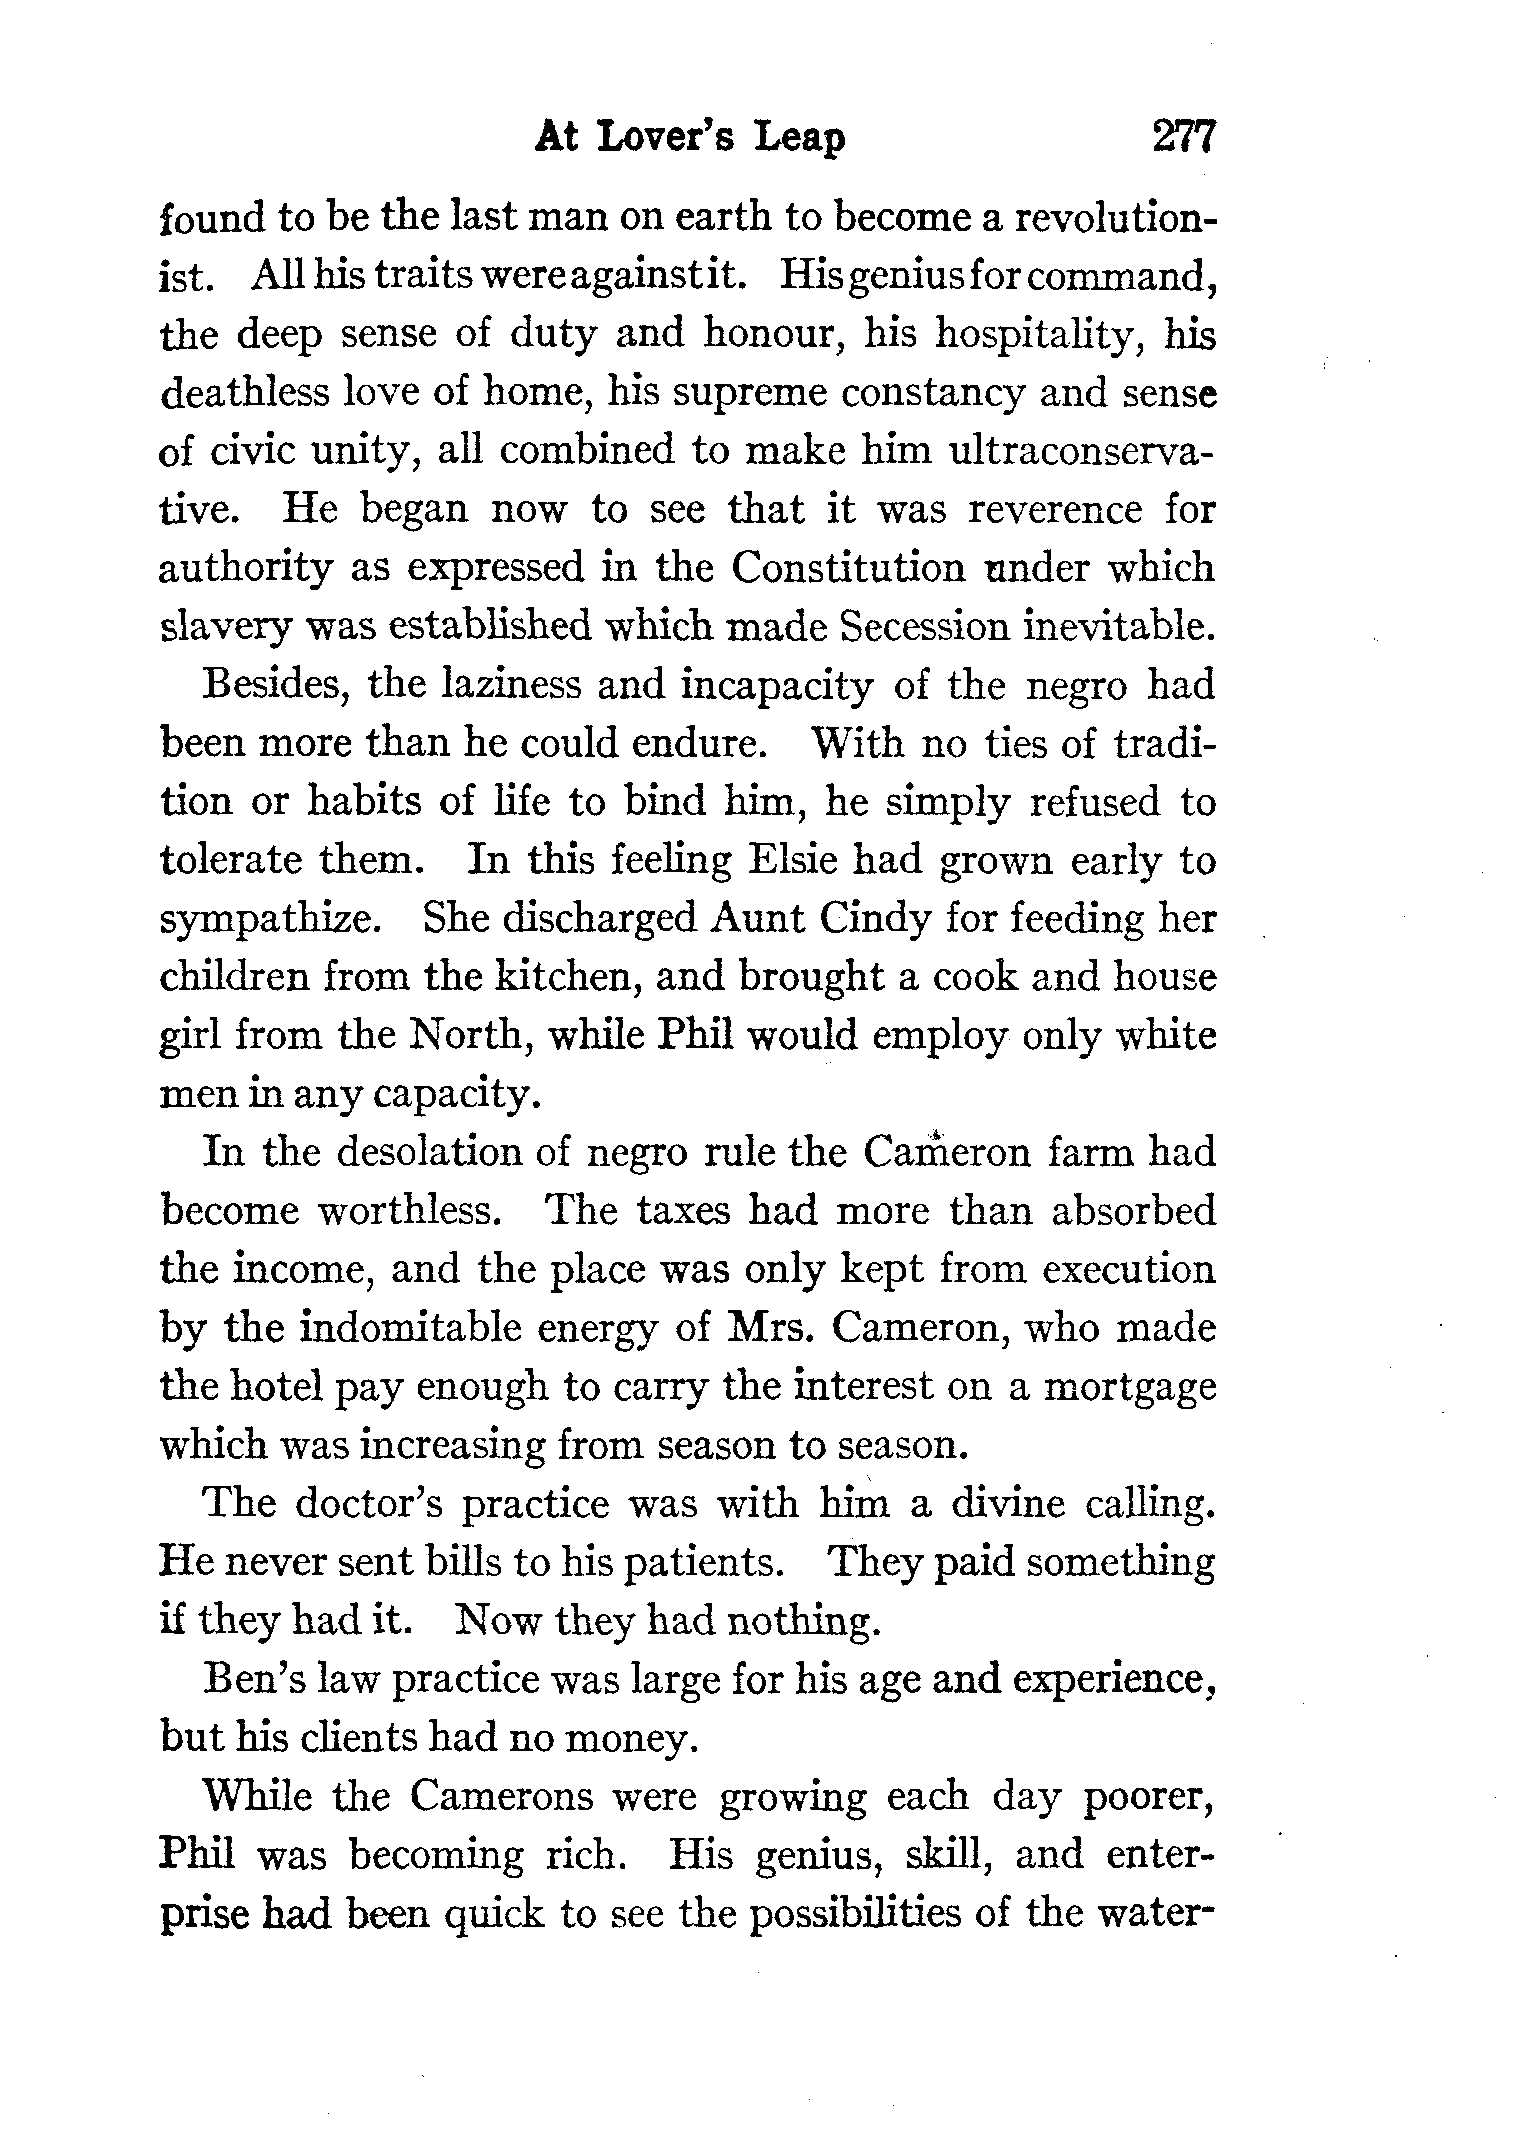 At Lover's Leap 277
found to be the last man on earth to become a revolution-
ist. All his traits were against it. His genius for command,
the deep sense of duty and honour, his hospitality, his
deathless love of home, his supreme constancy and sense
of civic unity, all combined to make him ultraconserva-
tive. He began now to see that it was reverence for
authority as expressed in the Constitution under which
slavery was established which made Secession inevitable.
Besides, the laziness and incapacity of the negro had
been more than he could endure. With no ties of tradi-
tion or habits of life to bind him, he simply refused to
tolerate them. In this feeling Elsie had grown early to
sympathize. She discharged Aunt Cindy for feeding her
children from the kitchen, and brought a cook and house
girl from the North, while Phil would employ only white
men in any capacity.
In the desolation of negro rule the Cameron farm had
become worthless. The taxes had more than absorbed
the income, and the place was only kept from execution
by the indomitable energy of Mrs. Cameron, who made
the hotel pay enough to carry the interest on a mortgage
which was increasing from season to season.
The doctor's practice was with him a divine calling.
He never sent bills to his patients. They paid something
if they had it. Now they had nothing.
Ben's law practice was large for his age and experience,
but his clients had no money.
While the Camerons were growing each day poorer,
Phil was becoming rich. His genius, skill, and enter-
prise had been quick to see the possibilities of the water-